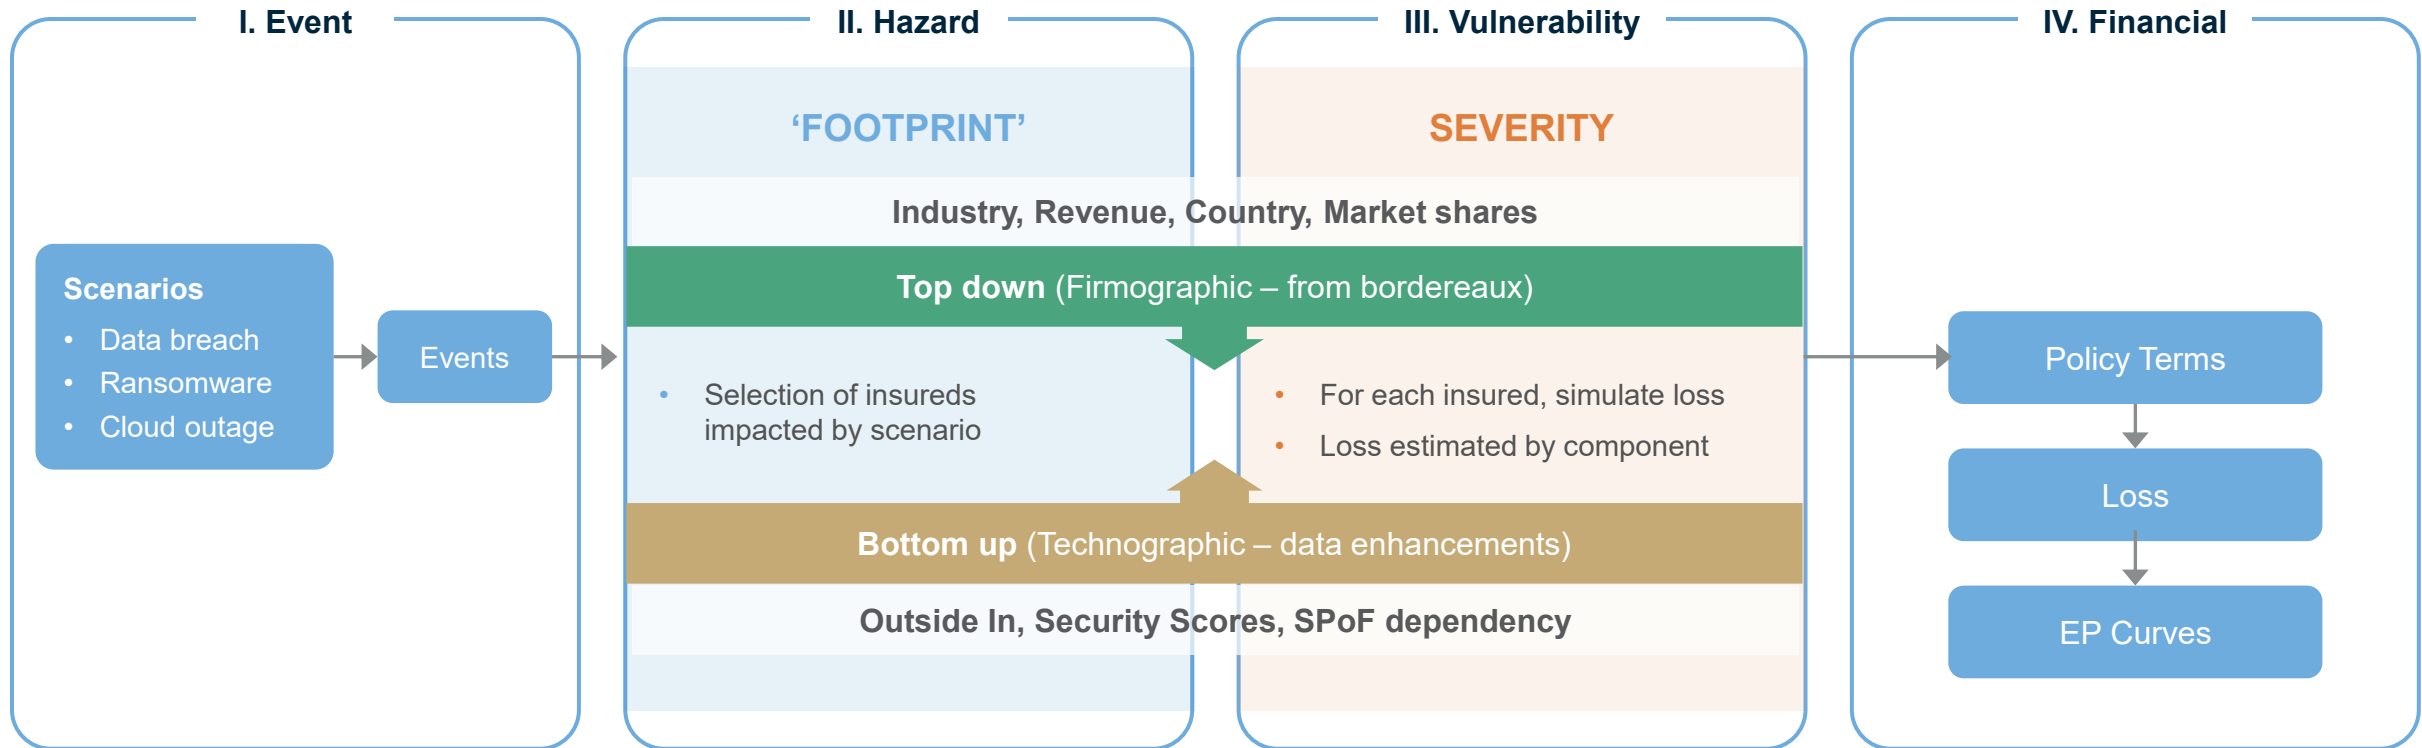 I. Event
II. Hazard
III. Vulnerability
IV. Financial
‘FOOTPRINT’
SEVERITY
Industry, Revenue, Country, Market shares
Top down (Firmographic – from bordereaux)
Scenarios
• Data breach
• Ransomware
• Cloud outage
Events
• Selection of insureds
impacted by scenario
• For each insured, simulate loss
• Loss estimated by component
Bottom up (Technographic – data enhancements)
Outside In, Security Scores, SPoF dependency
Policy Terms
Loss
EP Curves